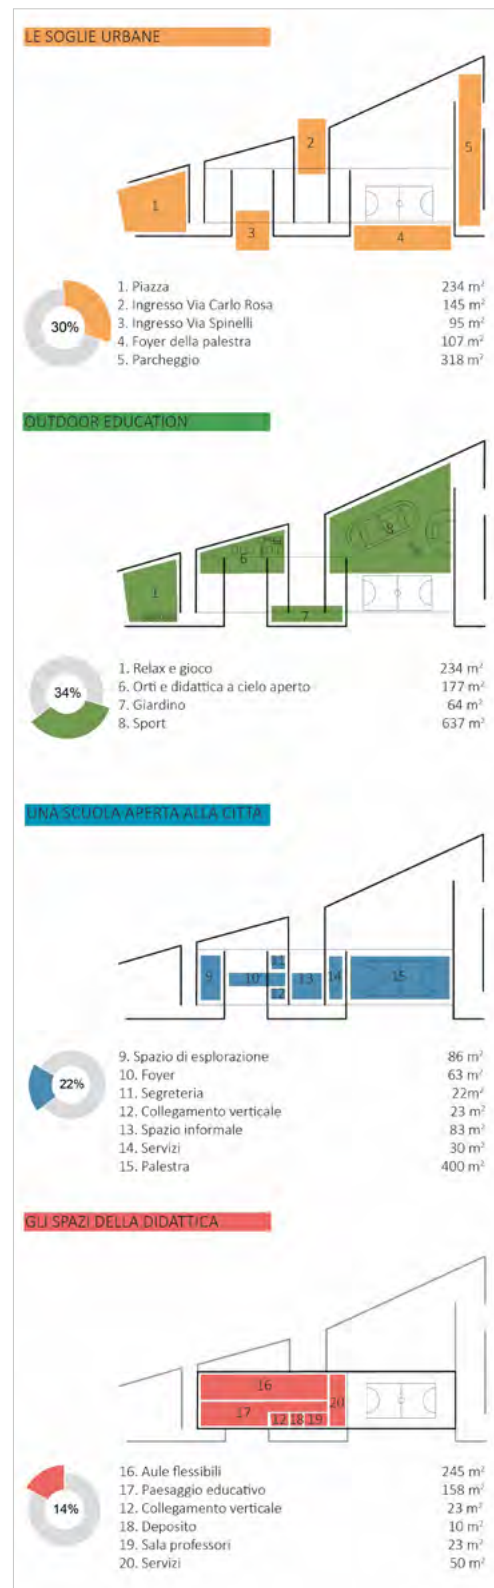 LE SOGLIE URBANE
2
5
1
3
4
30%
1. Piazza 234 m²
2. Ingresso Via Carlo Rosa 145 m²
3. Ingresso Via Spinelli 95 m²
4. Foyer della palestra 107 m²
5. Parcheggio 318 m²
OUTDOOR EDUCATION
8
6
1
7
34%
1. Relax e gioco 234 m²
6. Orti e didattica a cielo aperto 177 m²
7. Giardino 64 m²
8. Sport 637 m²
UNA SCUOLA APERTA ALLA CITTÀ
11
9 10 13 14 15
12
22%
9. Spazio di esplorazione 86 m²
10. Foyer 63 m²
11. Segreteria 22m²
12. Collegamento verticale 23 m²
13. Spazio informale 83 m²
14. Servizi 30 m²
15. Palestra 400 m²
GLI SPAZI DELLA DIDATTICA
16
20
17
12 18 19
14%
16. Aule flessibili 245 m²
17. Paesaggio educativo 158 m²
12. Collegamento verticale 23 m²
18. Deposito 10 m²
19. Sala professori 23 m²
20. Servizi 50 m²